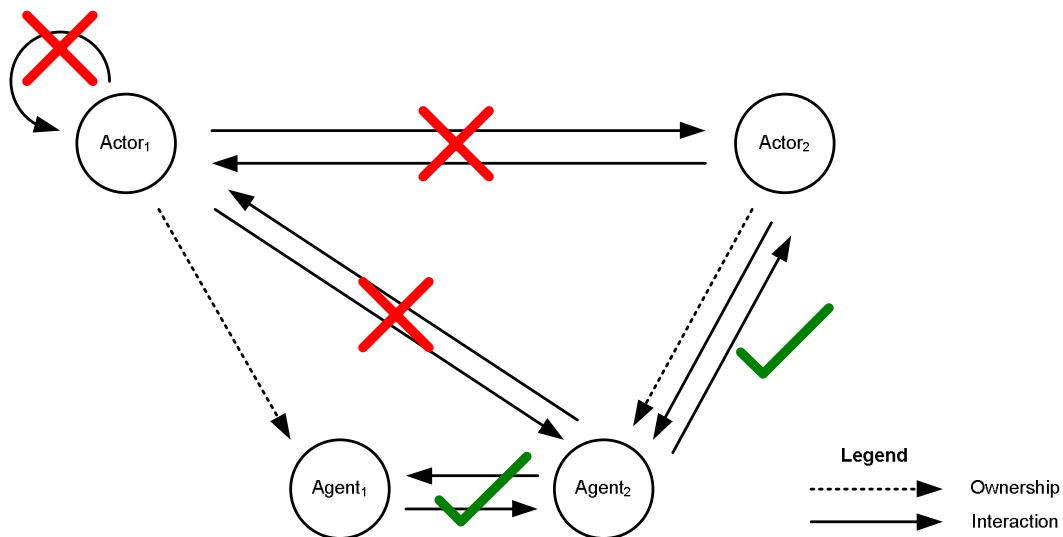 Actor₁
Actor₂
Agent₁
Agent₂
Legend
Ownership
Interaction